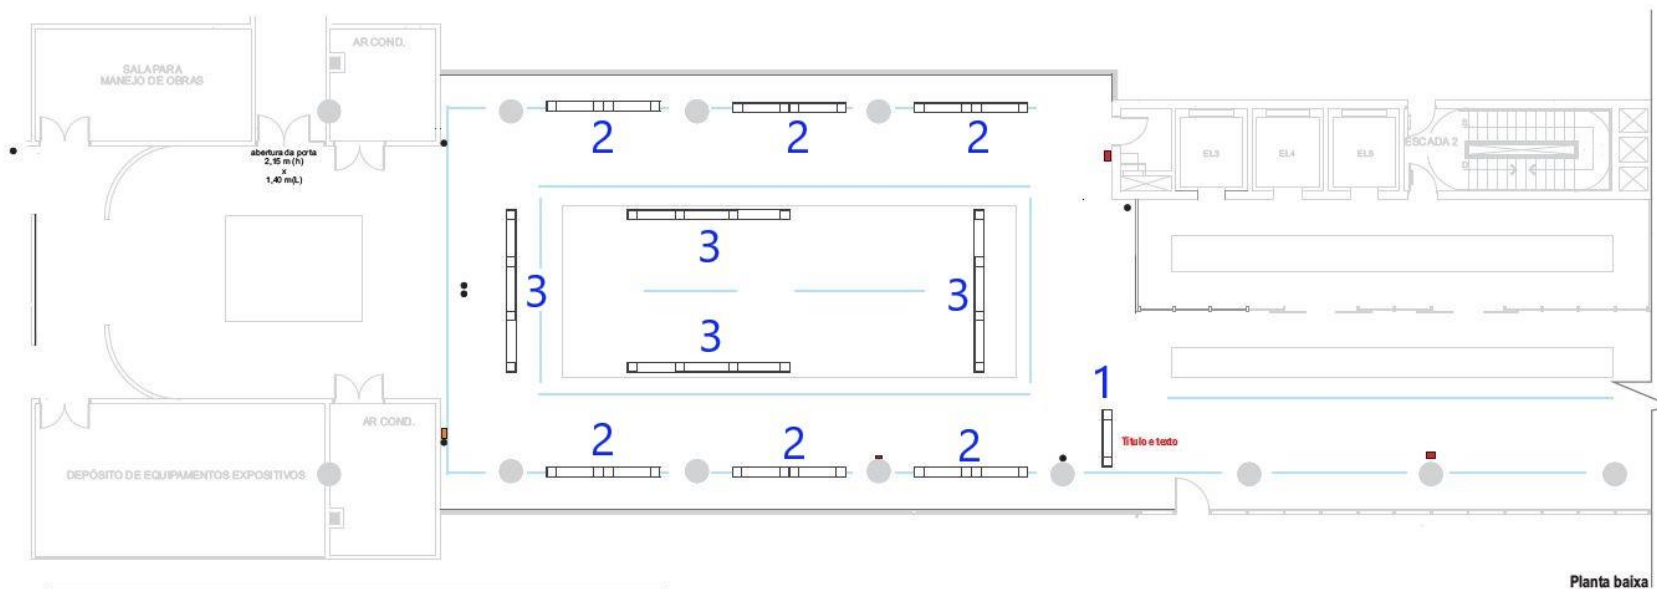 AR COND.
SALA PARA
MANEJO DE OBRAS
abertura da porta
2,15 m (h)
x
1,40 m(L)
2
2
2
EL3
EL4
EL5
ESCADA 2
S
D
3
3
3
3
1
Título e texto
2
2
2
AR COND.
DEPÓSITO DE EQUIPAMENTOS EXPOSITIVOS
Planta baixa